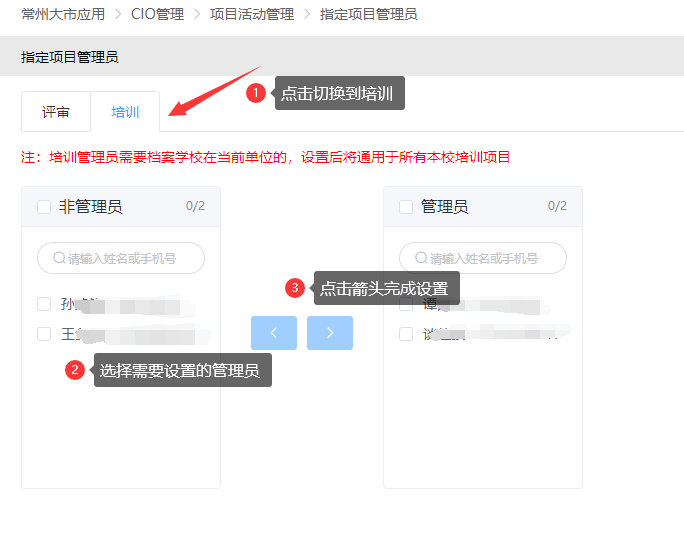 常州大市应用 > CIO管理 > 项目活动管理 > 指定项目管理员
指定项目管理员
1 点击切换到培训
评审 培训
注：培训管理员需要档案学校在当前单位的，设置后将通用于所有本校培训项目
非管理员 0/2
管理员 0/2
请输入姓名或手机号
请输入姓名或手机号
3 点击箭头完成设置
孙
谭
王
谈
2 选择需要设置的管理员